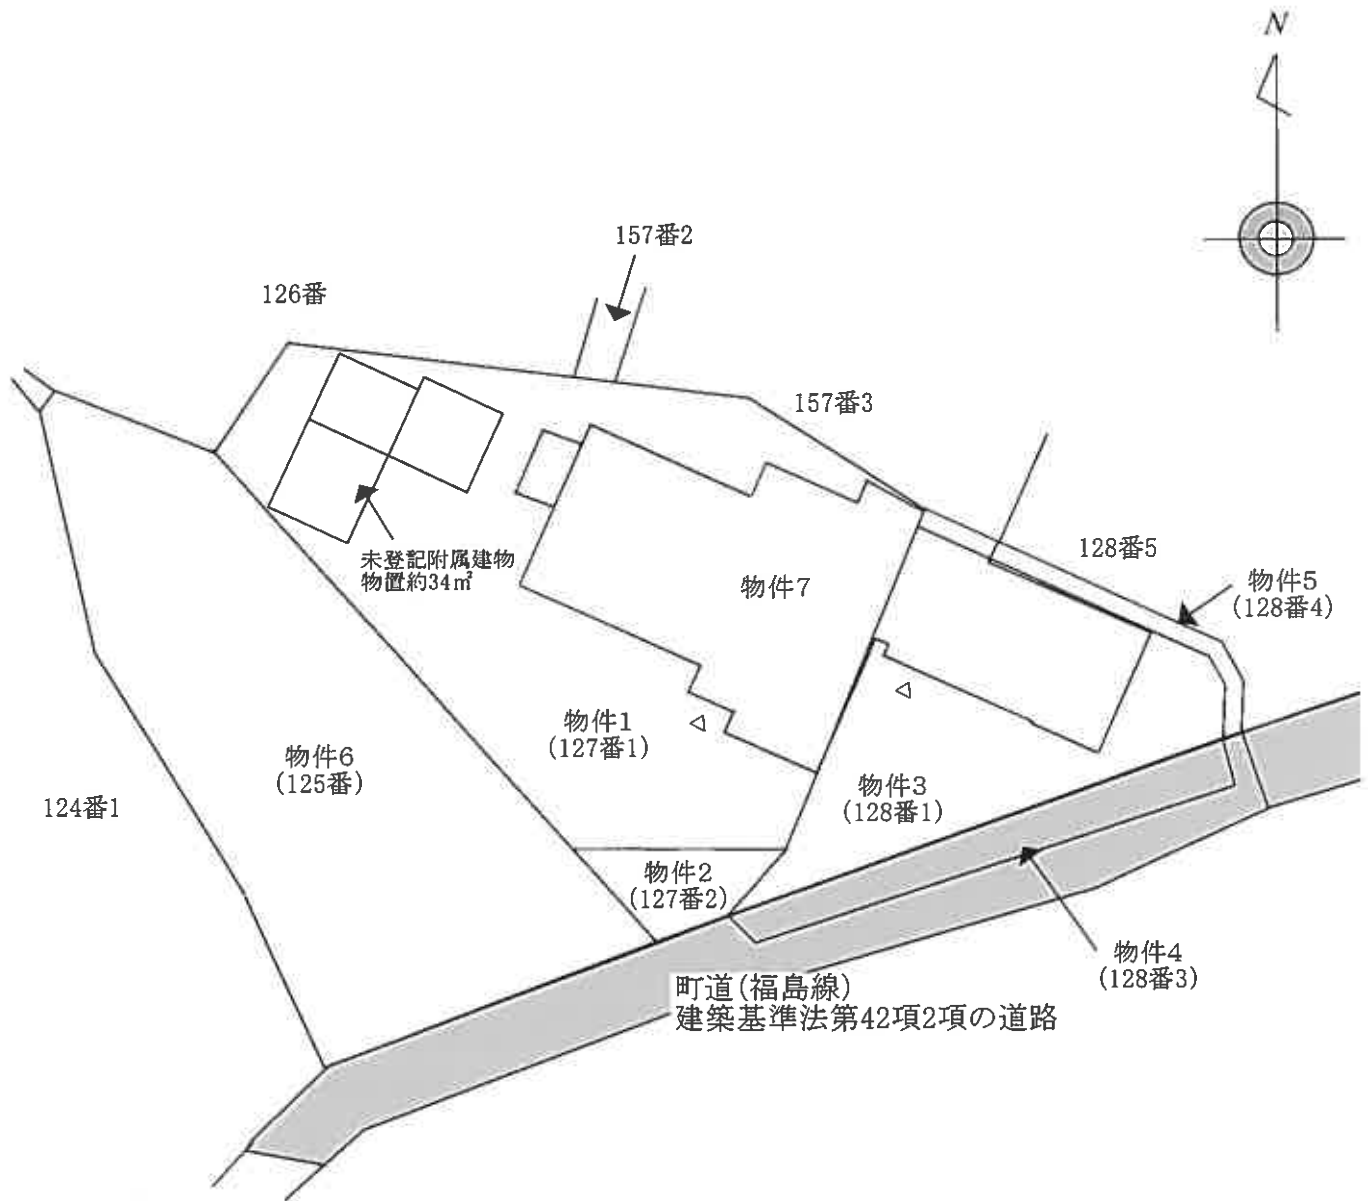 N
157番2
126番
157番3
128番5
未登記附属建物
物置約34㎡
物件7
物件5
(128番4)
物件1
(127番1)
物件6
(125番)
物件3
(128番1)
124番1
物件2
(127番2)
物件4
(128番3)
町道(福島線)
建築基準法第42項2項の道路